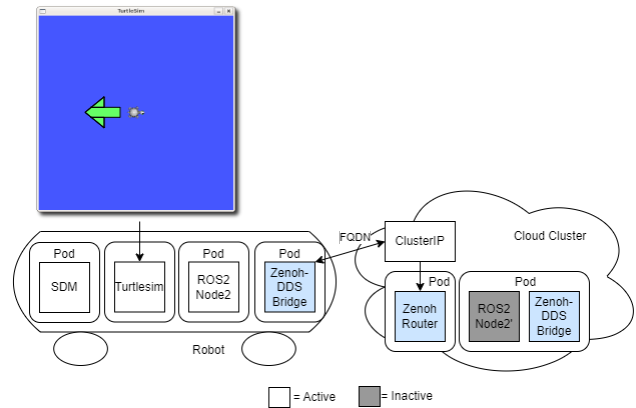 TurtleSim
Pod
SDM
Turtlesim
Pod
ROS2
Node2
Pod
Zenoh-
DDS
Bridge
Robot
FQDN
ClusterIP
Cloud Cluster
Pod
Zenoh
Router
Pod
ROS2
Node2'
Zenoh-
DDS
Bridge
= Active
= Inactive